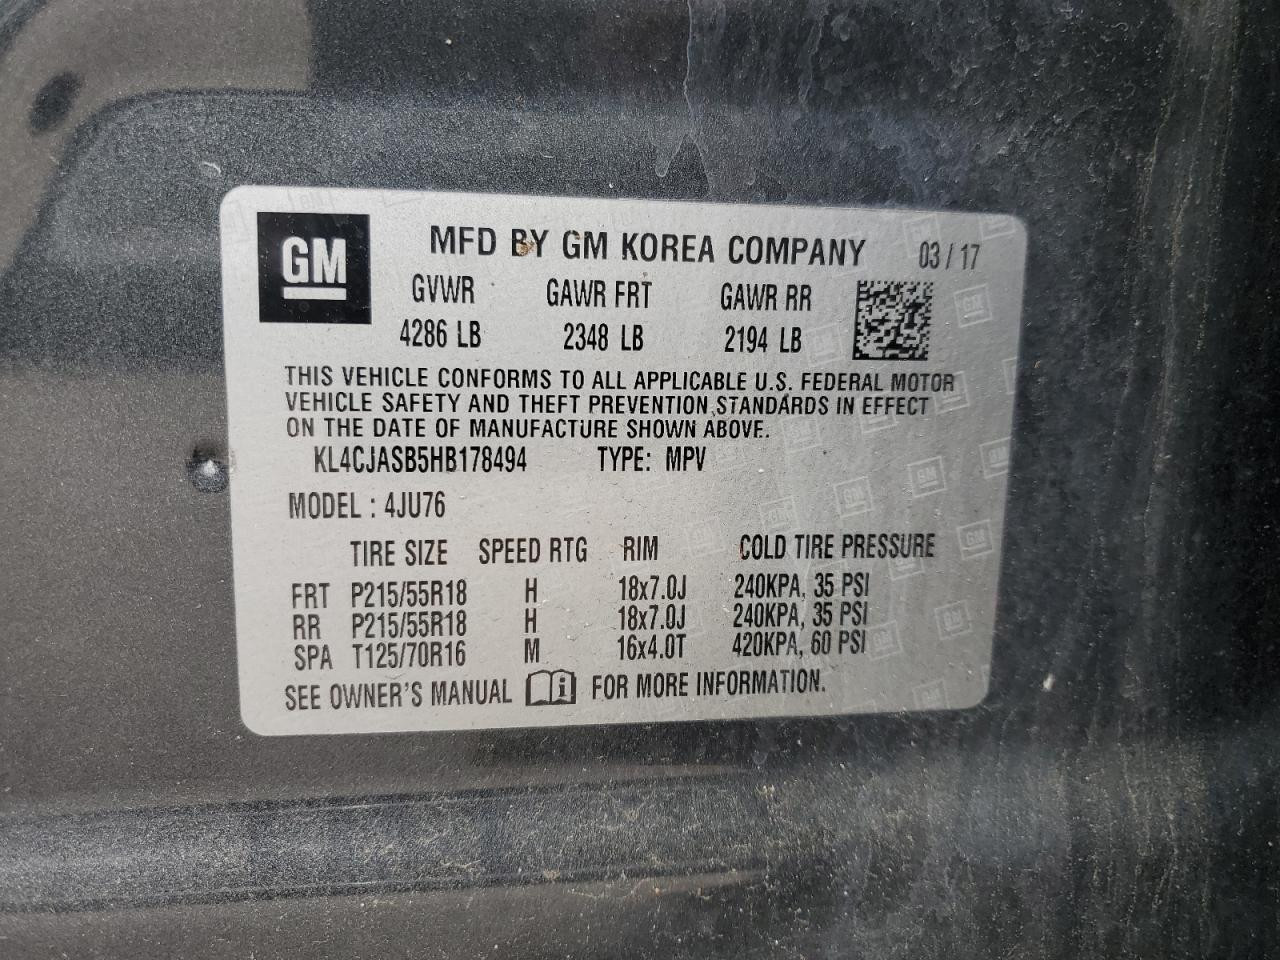 GM
MFD BY GM KOREA COMPANY 03/17
GVWR GAWR FRT GAWR RR
4286 LB 2348 LB 2194 LB
THIS VEHICLE CONFORMS TO ALL APPLICABLE U.S. FEDERAL MOTOR
VEHICLE SAFETY AND THEFT PREVENTION STANDARDS IN EFFECT
ON THE DATE OF MANUFACTURE SHOWN ABOVE.
KL4CJASB5HB178494 TYPE: MPV
MODEL : 4JU76
TIRE SIZE SPEED RTG RIM COLD TIRE PRESSURE
FRT P215/55R18 H 18x7.0J 240KPA, 35 PSI
RR P215/55R18 H 18x7.0J 240KPA, 35 PSI
SPA T125/70R16 M 16x4.0T 420KPA, 60 PSI
SEE OWNER'S MANUAL i FOR MORE INFORMATION.